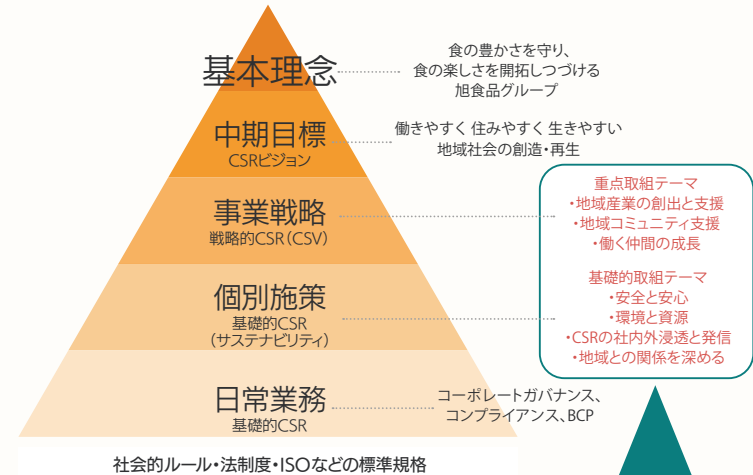 基本理念
食の豊かさを守り、
食の楽しさを開拓しつづける
旭食品グループ
中期目標
CSRビジョン
働きやすく 住みやすく 生きやすい
地域社会の創造・再生
事業戦略
戦略的CSR（CSV）
重点取組テーマ
・地域産業の創出と支援
・地域コミュニティ支援
・働く仲間の成長
個別施策
基礎的CSR
（サステナビリティ）
基礎的取組テーマ
・安全と安心
・環境と資源
・CSRの社内外浸透と発信
・地域との関係を深める
日常業務
基礎的CSR
コーポレートガバナンス、
コンプライアンス、BCP
社会的ルール・法制度・ISOなどの標準規格